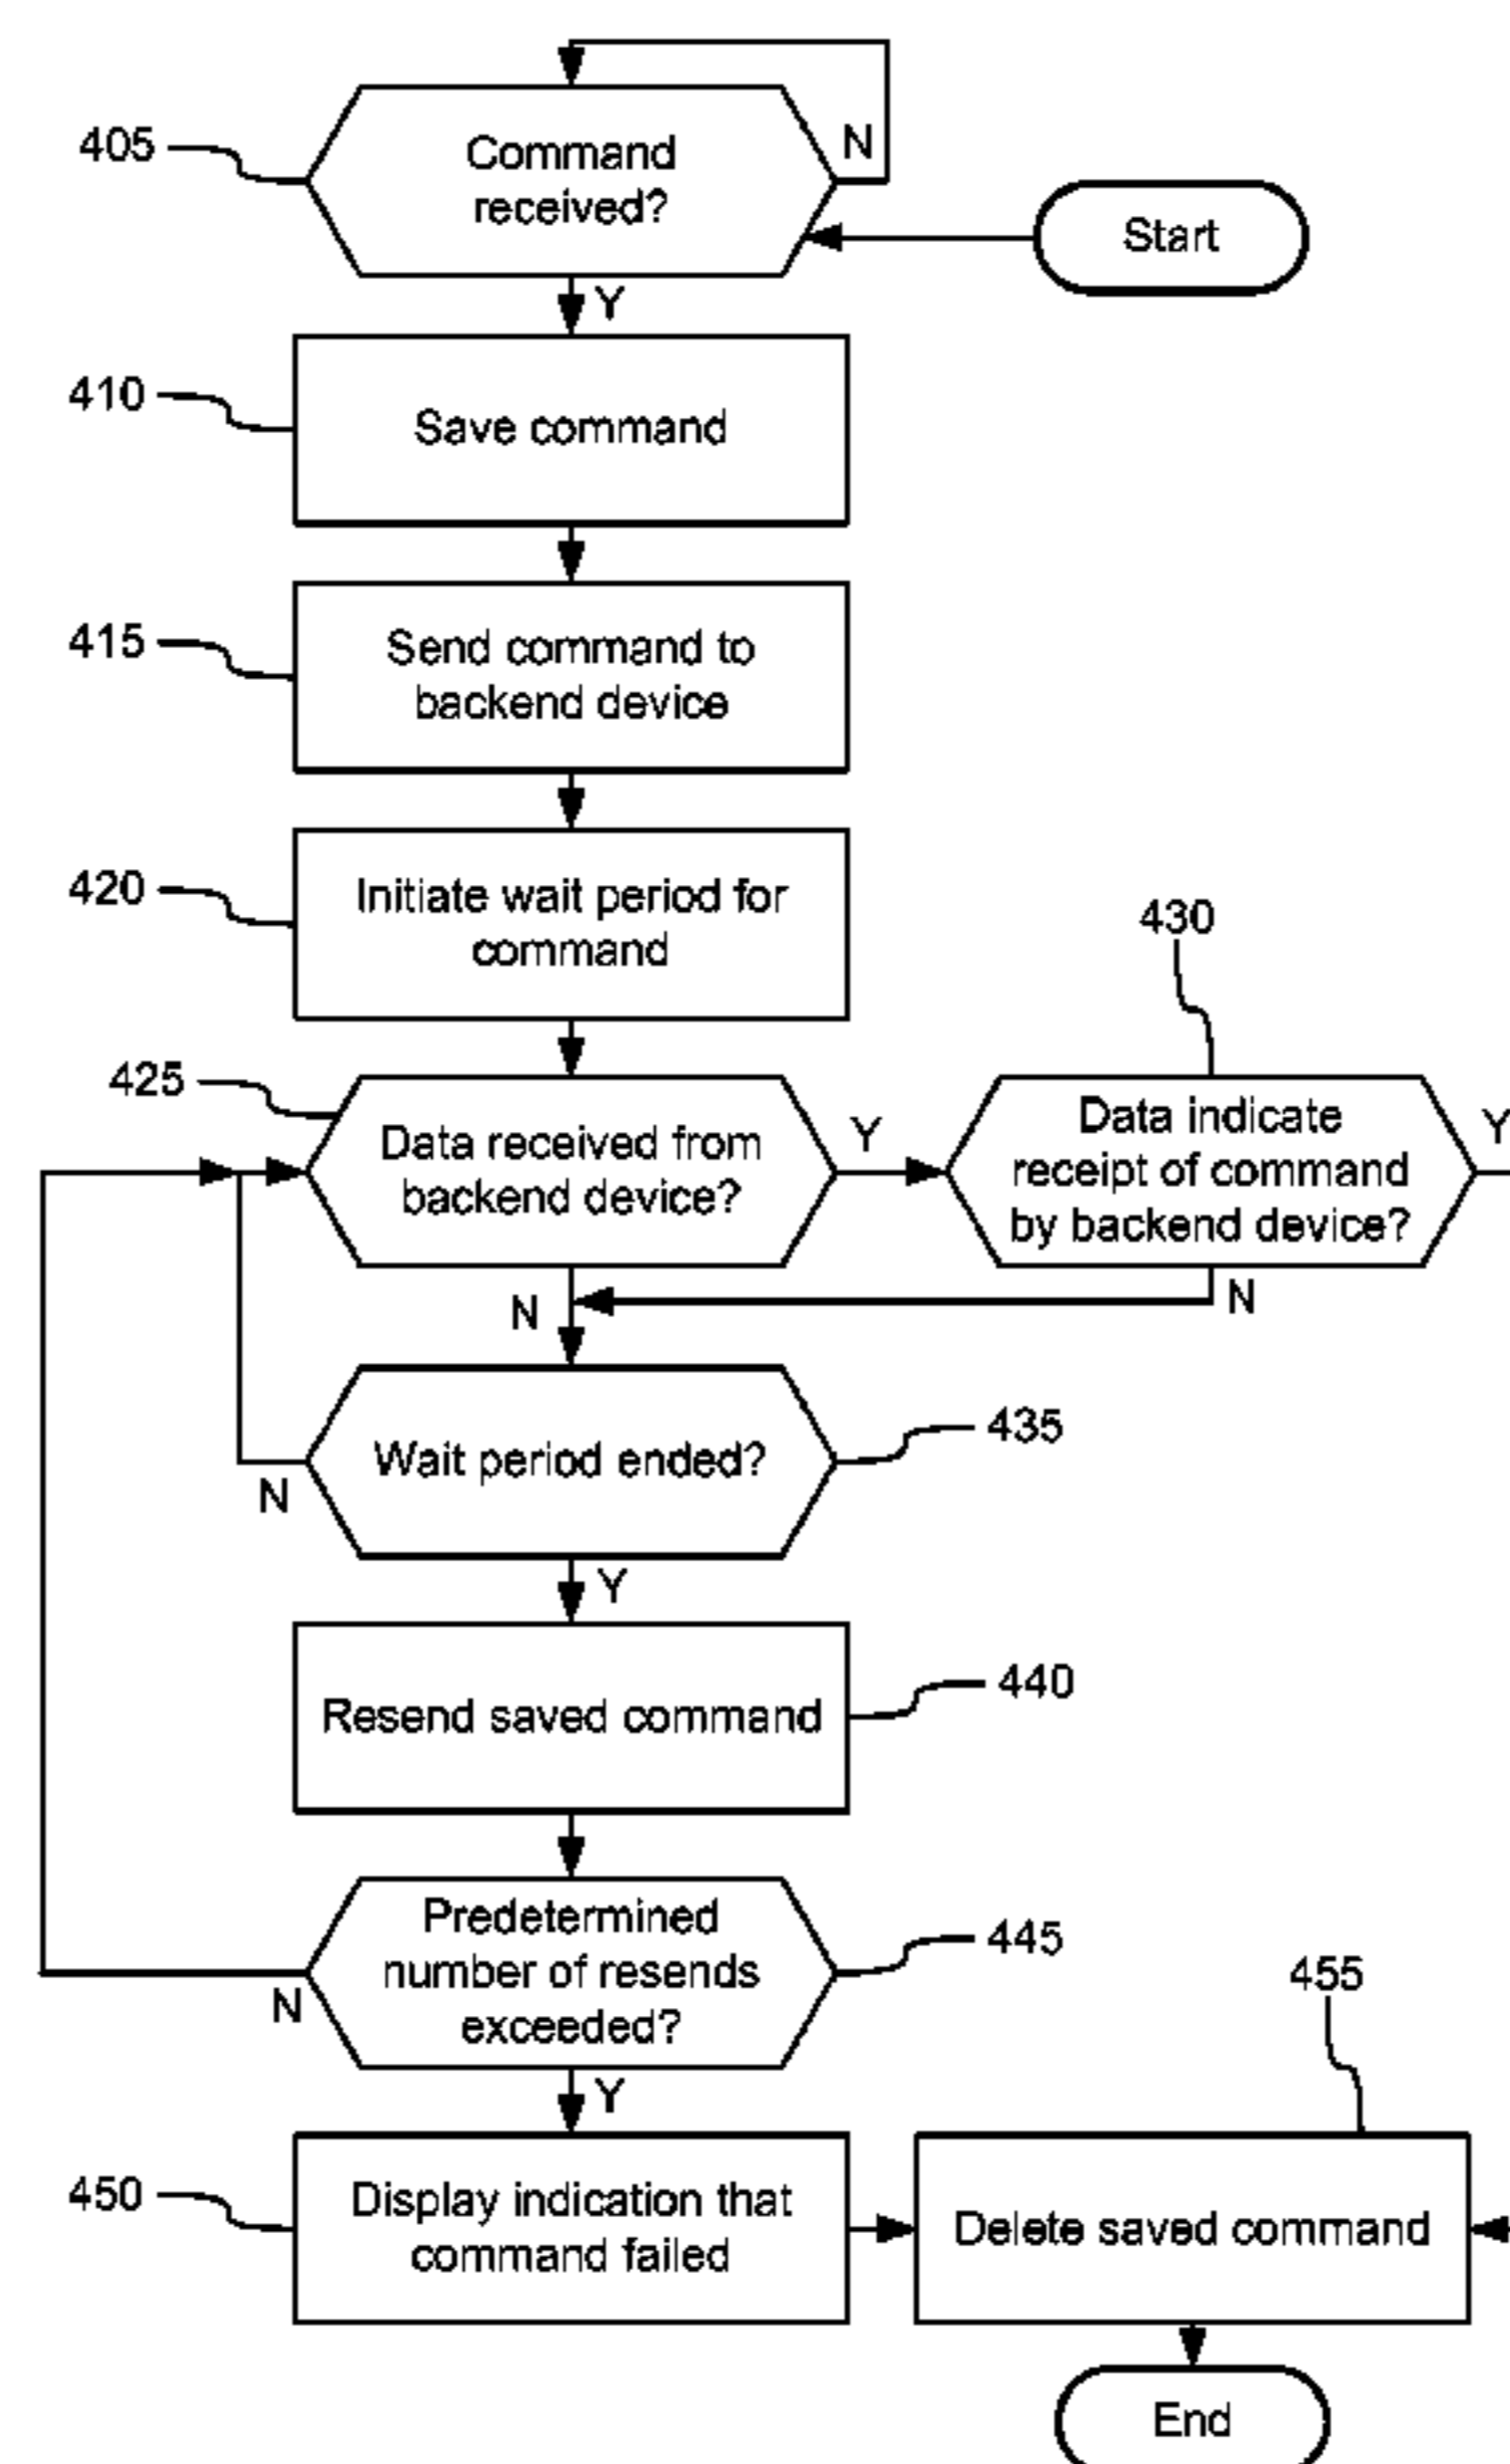 405
Command
received?
N
Start
Y
410
Save command
415
Send command to
backend device
420
Initiate wait period for
command
430
425
Data received from
backend device?
Y
Data indicate
receipt of command
by backend device?
Y
N
N
Wait period ended?
435
N
Y
Resend saved command
440
Predetermined
number of resends
exceeded?
445
N
455
Y
450
Display indication that
command failed
Delete saved command
End